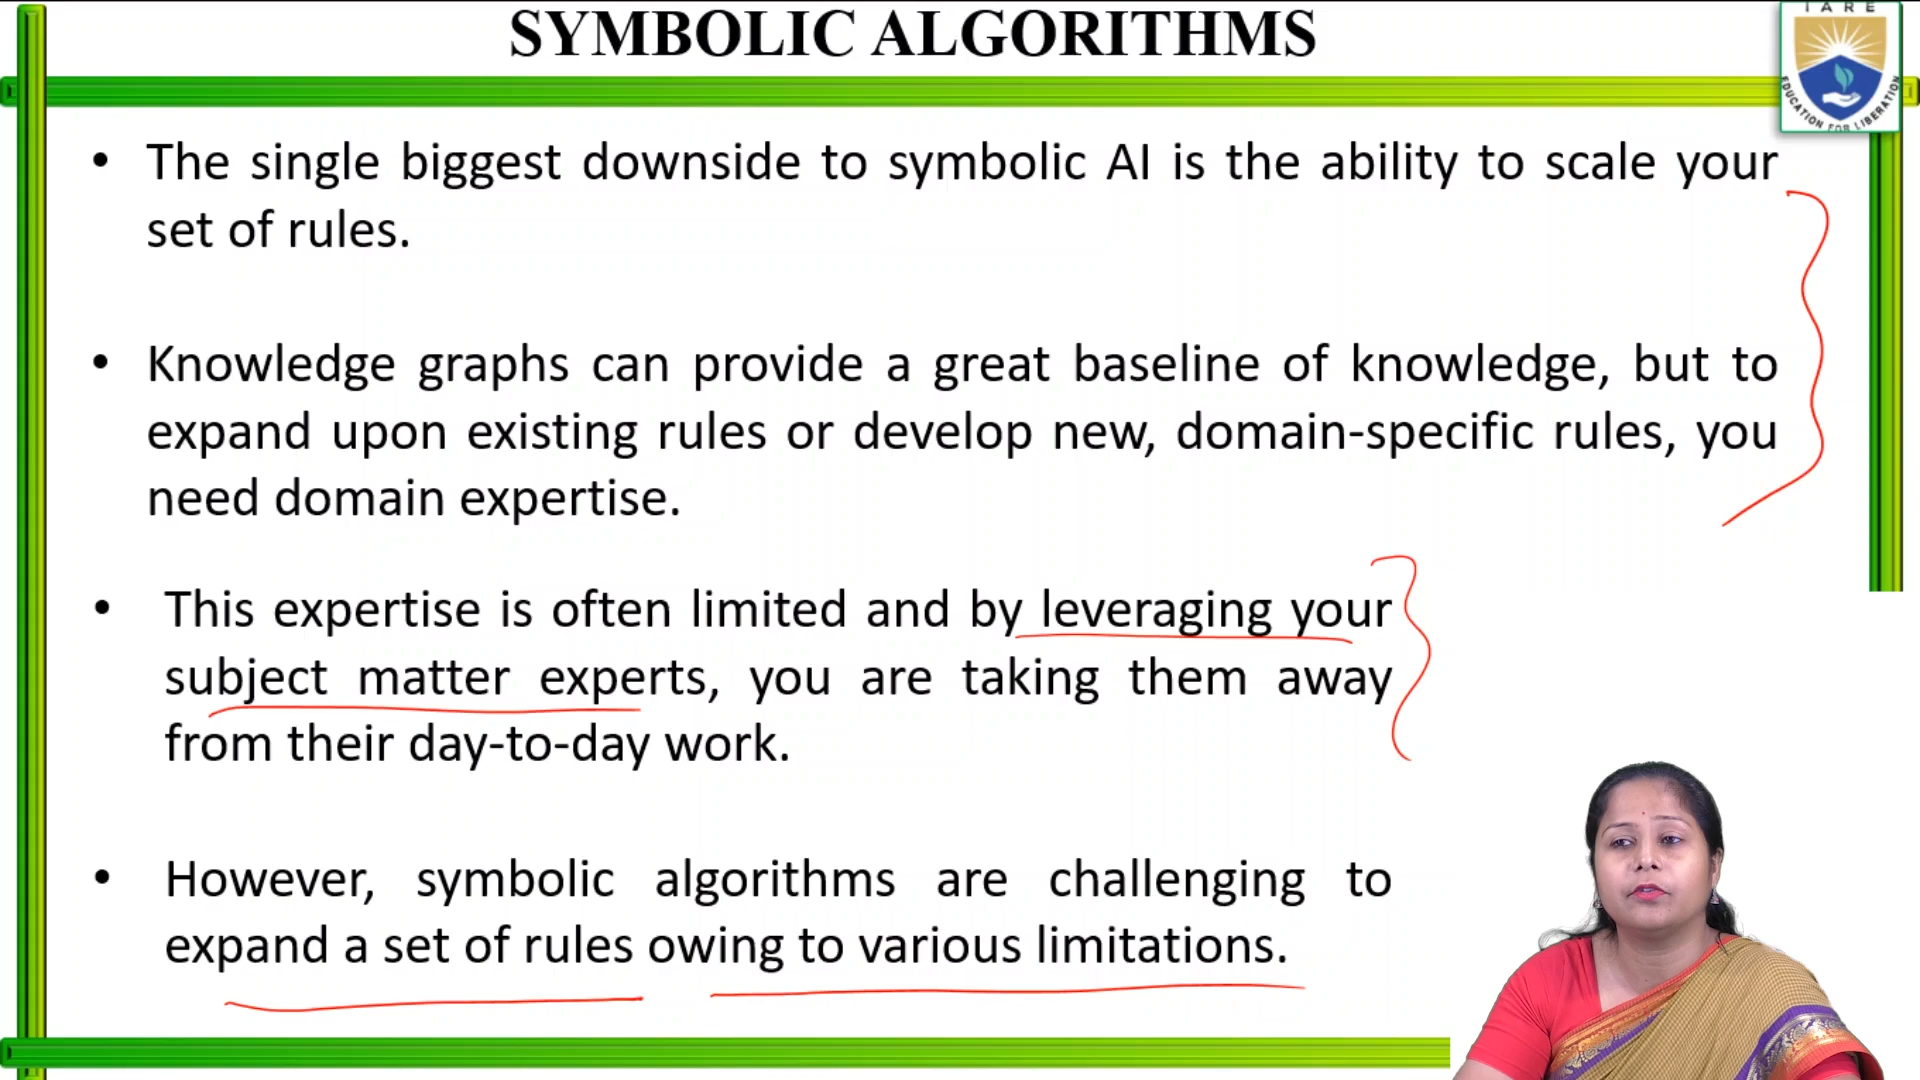 SYMBOLIC ALGORITHMS
IARE
EDUCATION FOR LIBERATION
• The single biggest downside to symbolic AI is the ability to scale your
set of rules.
• Knowledge graphs can provide a great baseline of knowledge, but to
expand upon existing rules or develop new, domain-specific rules, you
need domain expertise.
• This expertise is often limited and by leveraging your
subject matter experts, you are taking them away
from their day-to-day work.
• However, symbolic algorithms are challenging to
expand a set of rules owing to various limitations.